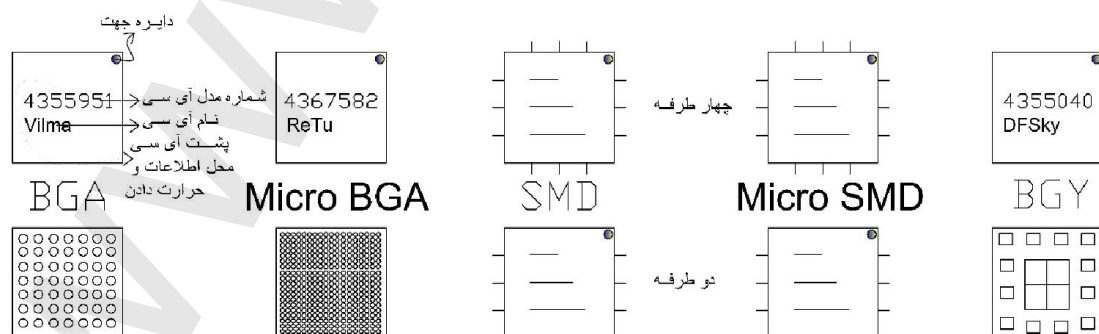 دایره جهت
4355951
شماره مدل آی سی
4367582
4355040
Vilma
نام آی سی
ReTu
چهار طرفه
DFSky
پشت آی سی
محل اطلاعات و
حرارت دادن
BGA
Micro BGA
SMD
Micro SMD
BGY
دو طرفه